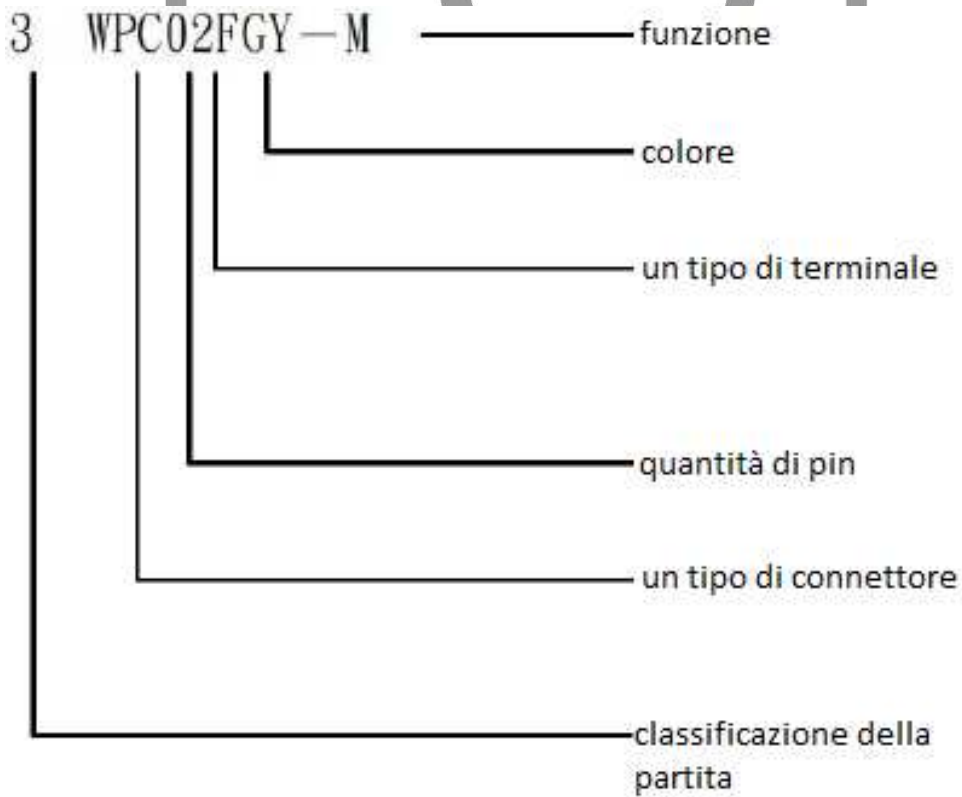 3 WPC02FGY-M
funzione
colore
un tipo di terminale
quantità di pin
un tipo di connettore
classificazione della
partita